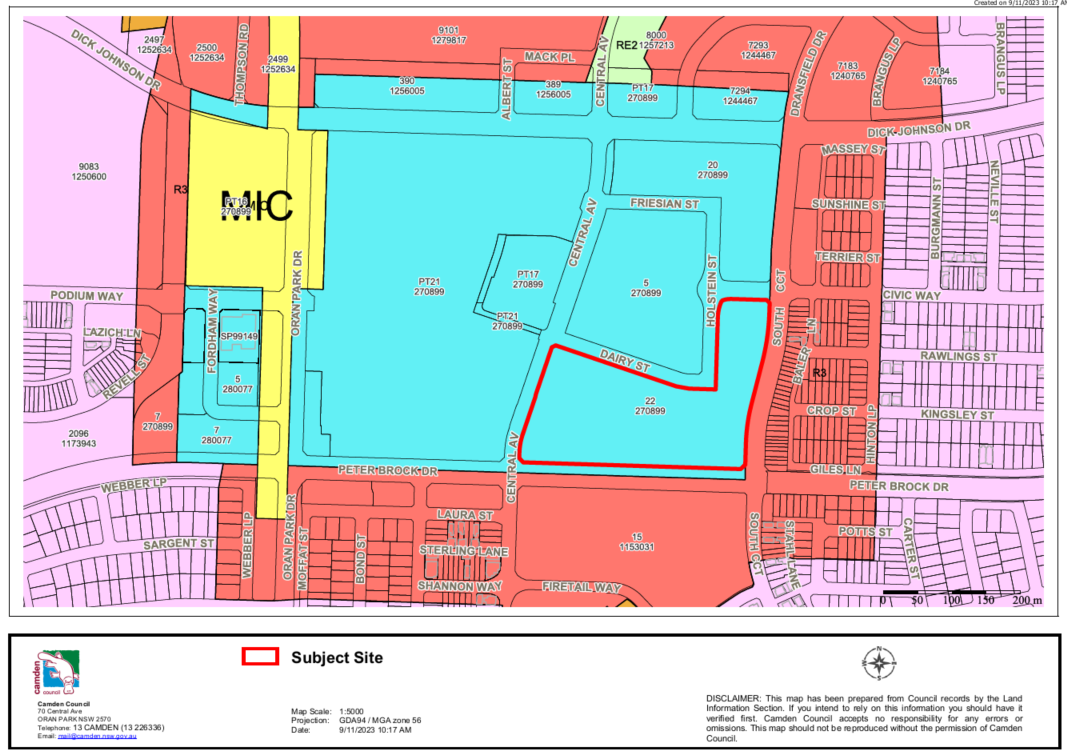 Created on 9/11/2023 10:17 AM
DICK JOHNSON DR
2497
1252634
2500
1252634
THOMPSON RD
2499
1252634
9101
1279817
MACK PL
ALBERT ST
CENTRAL AV
RE2
8000
1257213
7293
1244467
DRANSFIELD DR
7183
1240765
BRANGUS LP
7184
1240765
BRANGUS LP
390
1256005
389
1256005
PT17
270899
7294
1244467
DICK JOHNSON DR
MASSEY ST
9083
1250600
R3
MIC
270899
20
270899
FRIESIAN ST
SUNSHINE ST
BURGMANN ST
NEVILLE ST
CENTRAL AV
TERRIER ST
ORAN PARK DR
PT21
270899
PT17
270899
5
270899
HOLSTEIN ST
SOUTH CCT
PODIUM WAY
CIVIC WAY
FORDHAM WAY
PT21
270899
LAZICH LN
SP99149
BALER LN
REVELL ST
DAIRY ST
RAWLINGS ST
R3
5
280077
22
270899
CROP ST
HINTON LP
KINGSLEY ST
7
270899
7
280077
2096
1173943
CENTRAL AV
PETER BROCK DR
GILES LN
PETER BROCK DR
WEBBER LP
LAURA ST
SARGENT ST
WEBBER LP
ORAN PARK DR
MOFFAT ST
BOND ST
STERLING LANE
SHANNON WAY
15
1153031
FIRETAIL WAY
SOUTH CCT
STAHL LANE
POTTS ST
CARTER ST
0 50 100 150 200 m
Subject Site
camden
council
Camden Council
70 Central Ave
ORAN PARK NSW 2570
Telephone: 13 CAMDEN (13 226336)
Email: mail@camden.nsw.gov.au
Map Scale: 1:5000
Projection: GDA94 / MGA zone 56
Date: 9/11/2023 10:17 AM
N
W E
S
DISCLAIMER: This map has been prepared from Council records by the Land
Information Section. If you intend to rely on this information you should have it
verified first. Camden Council accepts no responsibility for any errors or
omissions. This map should not be reproduced without the permission of Camden
Council.